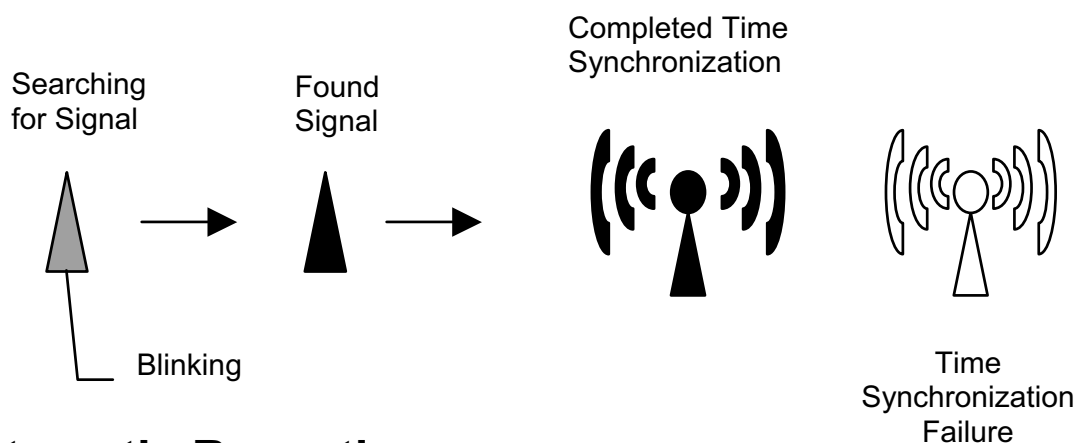 Completed Time
Synchronization
Searching
for Signal
Found
Signal
Blinking
Time
Synchronization
Failure